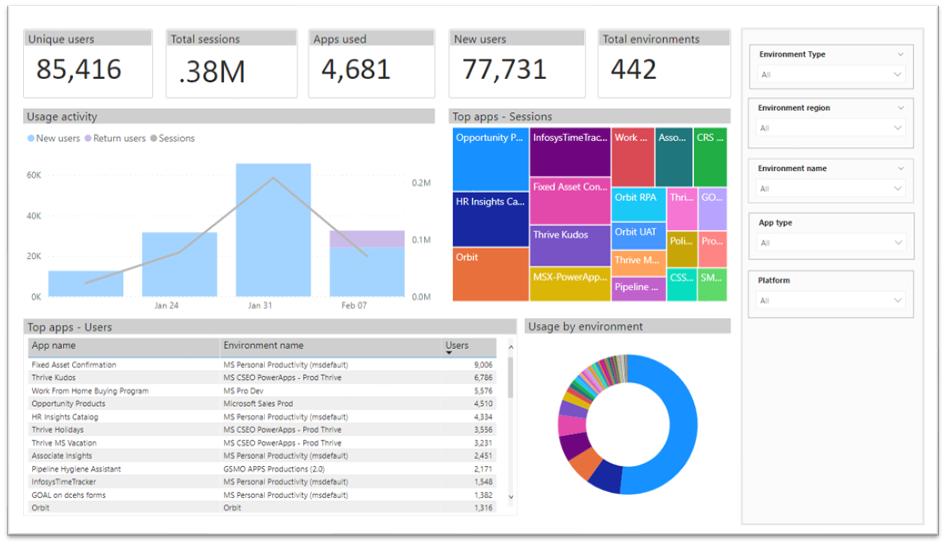 Unique users
85,416
Total sessions
.38M
Apps used
4,681
New users
77,731
Total environments
442
Environment Type
All
Environment region
All
Environment name
All
App type
All
Platform
All
Usage activity
New users Return users Sessions
60K
40K
20K
0K
0.2M
0.1M
0.0M
Jan 24 Jan 31 Feb 07
Top apps - Sessions
Opportunity P...
HR Insights Ca...
Orbit
InfosysTimeTrac...
Fixed Asset Con...
Thrive Kudos
MSX-PowerApp...
Work ...
Asso...
CRS ...
Orbit RPA
Orbit UAT
Thrive M...
Pipeline ...
Thri...
GO...
Poli...
Pro...
CSS...
SM...
Top apps - Users
App name Environment name Users
Fixed Asset Confirmation MS Personal Productivity (msdefault) 9,006
Thrive Kudos MS CSEO PowerApps - Prod Thrive 6,786
Work From Home Buying Program MS Pro Dev 5,576
Opportunity Products Microsoft Sales Prod 4,510
HR Insights Catalog MS Personal Productivity (msdefault) 4,334
Thrive Holidays MS CSEO PowerApps - Prod Thrive 3,556
Thrive MS Vacation MS CSEO PowerApps - Prod Thrive 3,231
Associate Insights MS Personal Productivity (msdefault) 2,451
Pipeline Hygiene Assistant GSMO APPS Productions (2.0) 2,171
InfosysTimeTracker MS Personal Productivity (msdefault) 1,548
GOAL on dcehs forms MS Personal Productivity (msdefault) 1,382
Orbit Orbit 1,316
Usage by environment